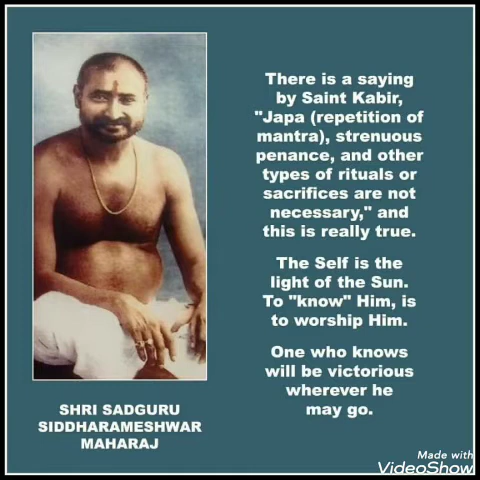 There is a saying
by Saint Kabir,
"Japa (repetition of
mantra), strenuous
penance, and other
types of rituals or
sacrifices are not
necessary," and
this is really true.
The Self is the
light of the Sun.
To "know" Him, is
to worship Him.
One who knows
will be victorious
wherever he
may go.
SHRI SADGURU
SIDDHARAMESHWAR
MAHARAJ
Made with
VideoShow